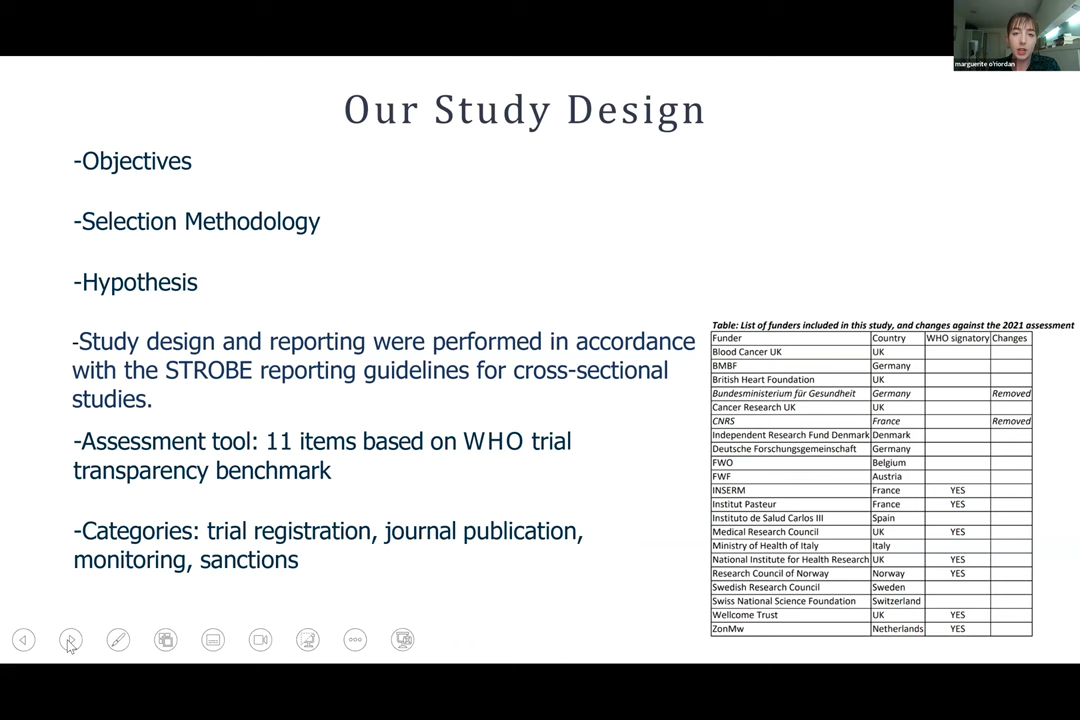 marguerite o'riordan
Our Study Design
-Objectives
-Selection Methodology
-Hypothesis
-Study design and reporting were performed in accordance
with the STROBE reporting guidelines for cross-sectional
studies.
-Assessment tool: 11 items based on WHO trial
transparency benchmark
-Categories: trial registration, journal publication,
monitoring, sanctions
Table: List of funders included in this study, and changes against the 2021 assessment
Funder Country WHO signatory Changes
Blood Cancer UK UK
BMBF Germany
British Heart Foundation UK
Bundesministerium für Gesundheit Germany Removed
Cancer Research UK UK
CNRS France Removed
Independent Research Fund Denmark Denmark
Deutsche Forschungsgemeinschaft Germany
FWO Belgium
FWF Austria
INSERM France YES
Institut Pasteur France YES
Instituto de Salud Carlos III Spain
Medical Research Council UK YES
Ministry of Health of Italy Italy
National Institute for Health Research UK YES
Research Council of Norway Norway YES
Swedish Research Council Sweden
Swiss National Science Foundation Switzerland
Wellcome Trust UK YES
ZonMw Netherlands YES